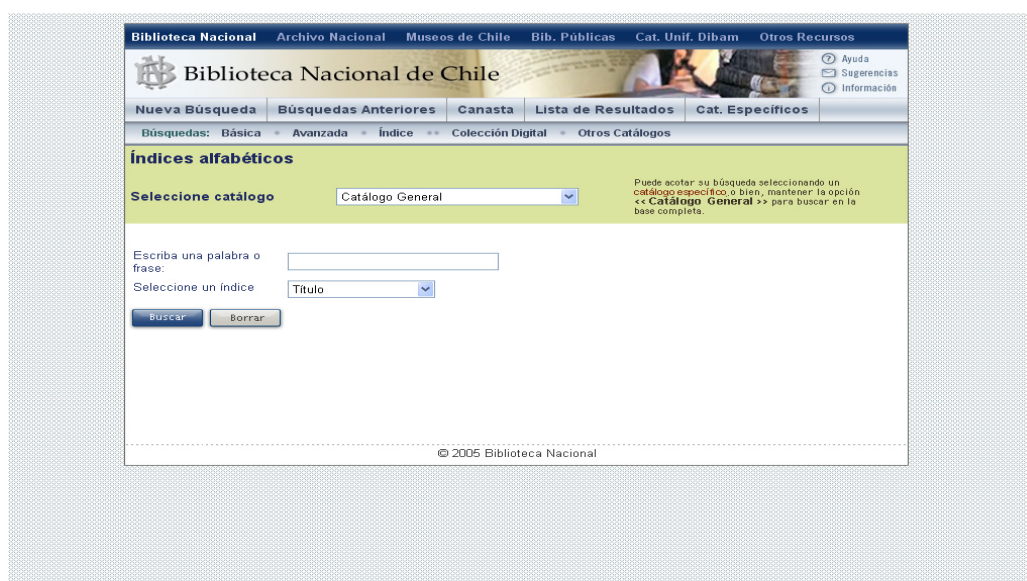 Biblioteca Nacional Archivo Nacional Museos de Chile Bib. Públicas Cat. Unif. Dibam Otros Recursos
Biblioteca Nacional de Chile
Ayuda
Sugerencias
Información
Nueva Búsqueda Búsquedas Anteriores Canasta Lista de Resultados Cat. Específicos
Búsquedas: Básica Avanzada Índice Colección Digital Otros Catálogos
Índices alfabéticos
Seleccione catálogo Catálogo General
Puede acotar su búsqueda seleccionando un
catálogo específico o bien, mantener la opción
<< Catálogo General >> para buscar en la
base completa.
Escriba una palabra o
frase:
Seleccione un índice Título
Buscar Borrar
© 2005 Biblioteca Nacional